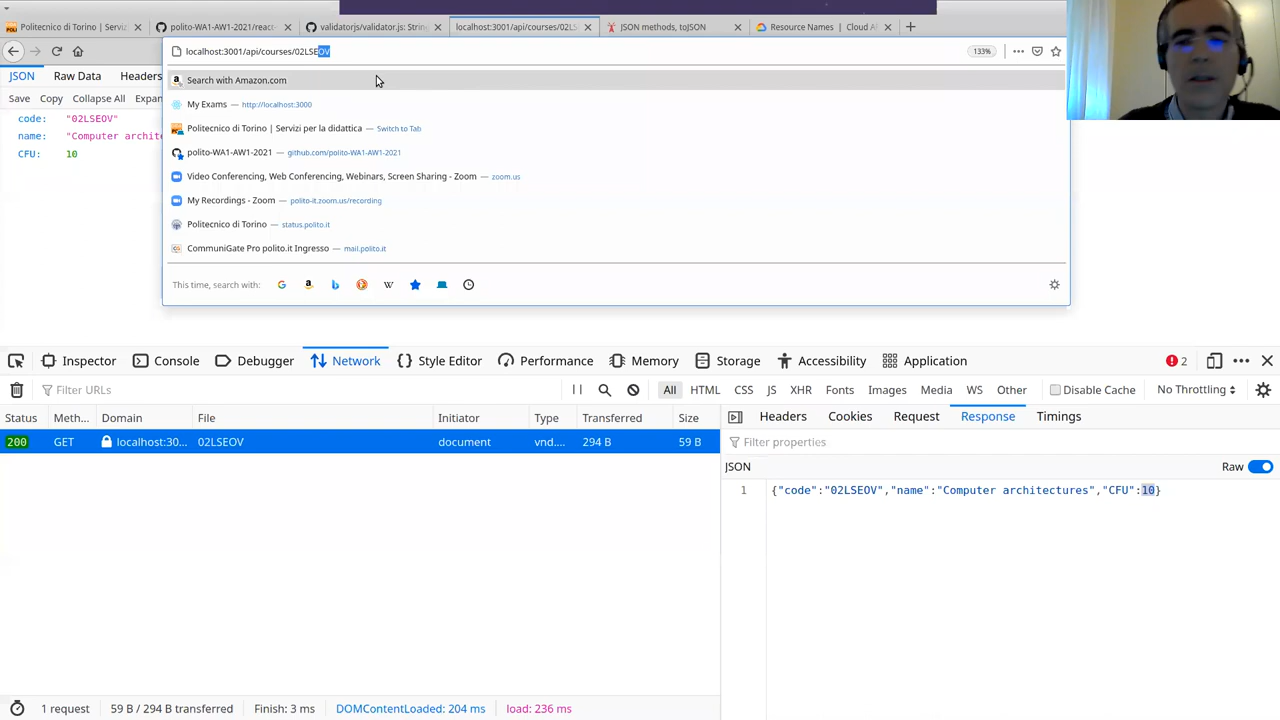 Politecnico di Torino | Serviz
polito-WA1-AW1-2021/react-
validatorjs/validator.js: String
localhost:3001/api/courses/02LS
JSON methods, toJSON
Resource Names | Cloud A
localhost:3001/api/courses/02LSEOV
133%
JSON Raw Data Headers
Search with Amazon.com
Save Copy Collapse All Expan
My Exams — http://localhost:3000
code: "02LSEOV"
Politecnico di Torino | Servizi per la didattica — Switch to Tab
name: "Computer archite
polito-WA1-AW1-2021 — github.com/polito-WA1-AW1-2021
CFU: 10
Video Conferencing, Web Conferencing, Webinars, Screen Sharing - Zoom — zoom.us
My Recordings - Zoom — polito-it.zoom.us/recording
Politecnico di Torino — status.polito.it
CommuniGate Pro polito.it Ingresso — mail.polito.it
This time, search with:
Inspector Console Debugger Network Style Editor Performance Memory Storage Accessibility Application 2
Filter URLs
All HTML CSS JS XHR Fonts Images Media WS Other Disable Cache No Throttling
Status Meth... Domain File Initiator Type Transferred Size
Headers Cookies Request Response Timings
200 GET localhost:30... 02LSEOV document vnd.... 294 B 59 B
Filter properties
JSON Raw
1 {"code":"02LSEOV","name":"Computer architectures","CFU":10}
1 request 59 B / 294 B transferred Finish: 3 ms DOMContentLoaded: 204 ms load: 236 ms